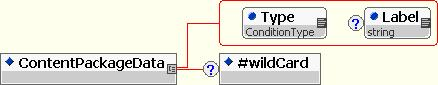 Type
ConditionType
?
Label
string
ContentPackageData
?
#wildCard